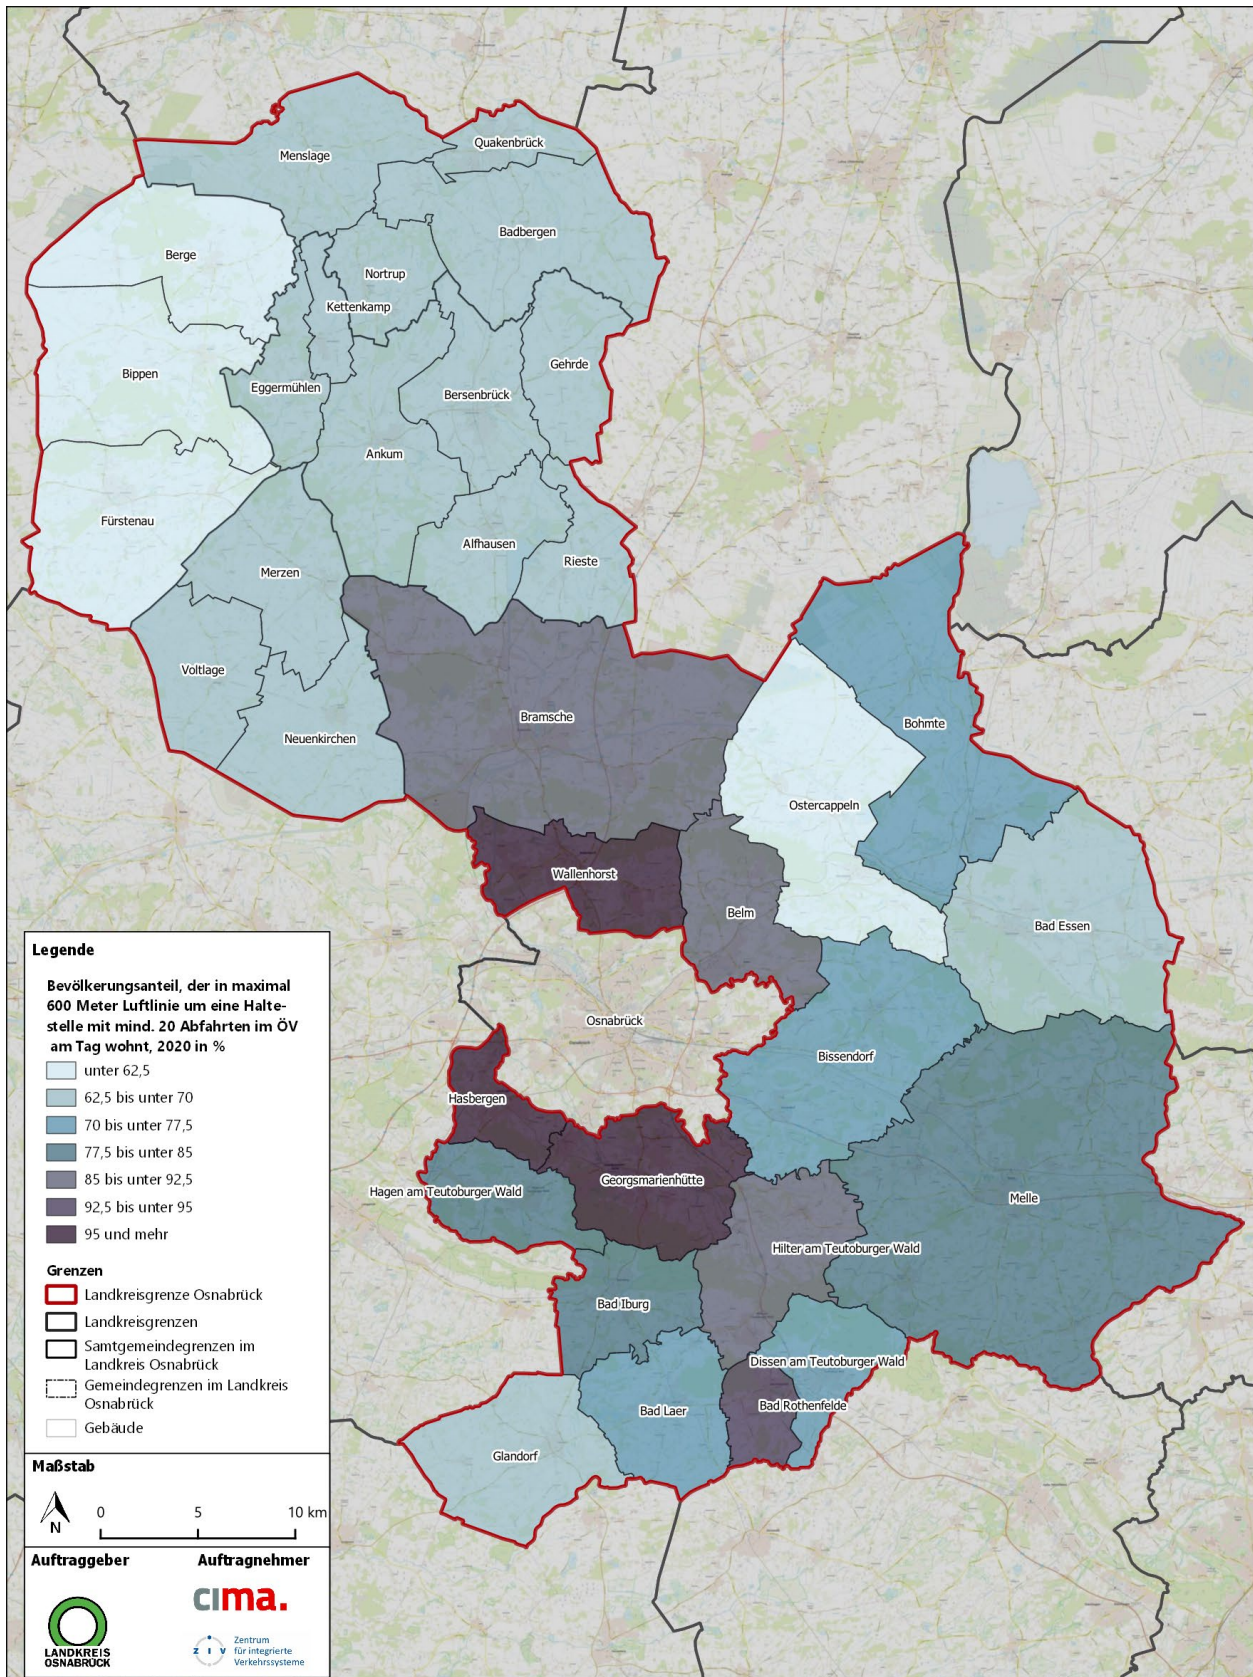 Menslage
Quakenbrück
Badbergen
Berge
Nortrup
Kettenkamp
Gehrde
Bippen
Eggermühlen
Bersenbrück
Ankum
Fürstenau
Alfhausen
Rieste
Merzen
Voltlage
Neuenkirchen
Bramsche
Bohmte
Ostercappeln
Wallenhorst
Belm
Bad Essen
Osnabrück
Bissendorf
Hasbergen
Georgsmarienhütte
Hagen am Teutoburger Wald
Melle
Hilter am Teutoburger Wald
Bad Iburg
Dissen am Teutoburger Wald
Bad Laer
Bad Rothenfelde
Glandorf
Legende
Bevölkerungsanteil, der in maximal
600 Meter Luftlinie um eine Halte-
stelle mit mind. 20 Abfahrten im ÖV
am Tag wohnt, 2020 in %
unter 62,5
62,5 bis unter 70
70 bis unter 77,5
77,5 bis unter 85
85 bis unter 92,5
92,5 bis unter 95
95 und mehr
Grenzen
Landkreisgrenze Osnabrück
Landkreisgrenzen
Samtgemeindegrenzen im
Landkreis Osnabrück
Gemeindegrenzen im Landkreis
Osnabrück
Gebäude
Maßstab
N
0 5 10 km
Auftraggeber
Auftragnehmer
cima.
LANDKREIS
OSNABRÜCK
z i v
Zentrum
für integrierte
Verkehrssysteme